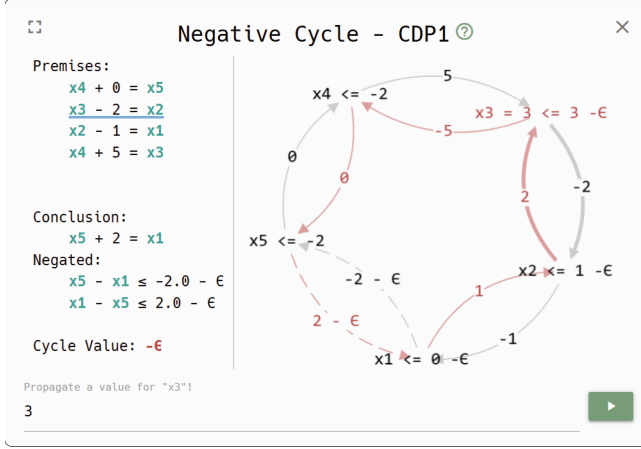 Negative Cycle - CDP1
Premises:
x4 + 0 = x5
x3 - 2 = x2
x2 - 1 = x1
x4 + 5 = x3
Conclusion:
x5 + 2 = x1
Negated:
x5 - x1 ≤ -2.0 - ϵ
x1 - x5 ≤ 2.0 - ϵ
Cycle Value: -ϵ
5
x4 <= -2
x3 = 3 <= 3 -ϵ
-5
0
0
2
-2
x5 <= -2
x2 <= 1 -ϵ
-2 - ϵ
1
2 - ϵ
-1
x1 <= 0 -ϵ
Propagate a value for "x3"!
3